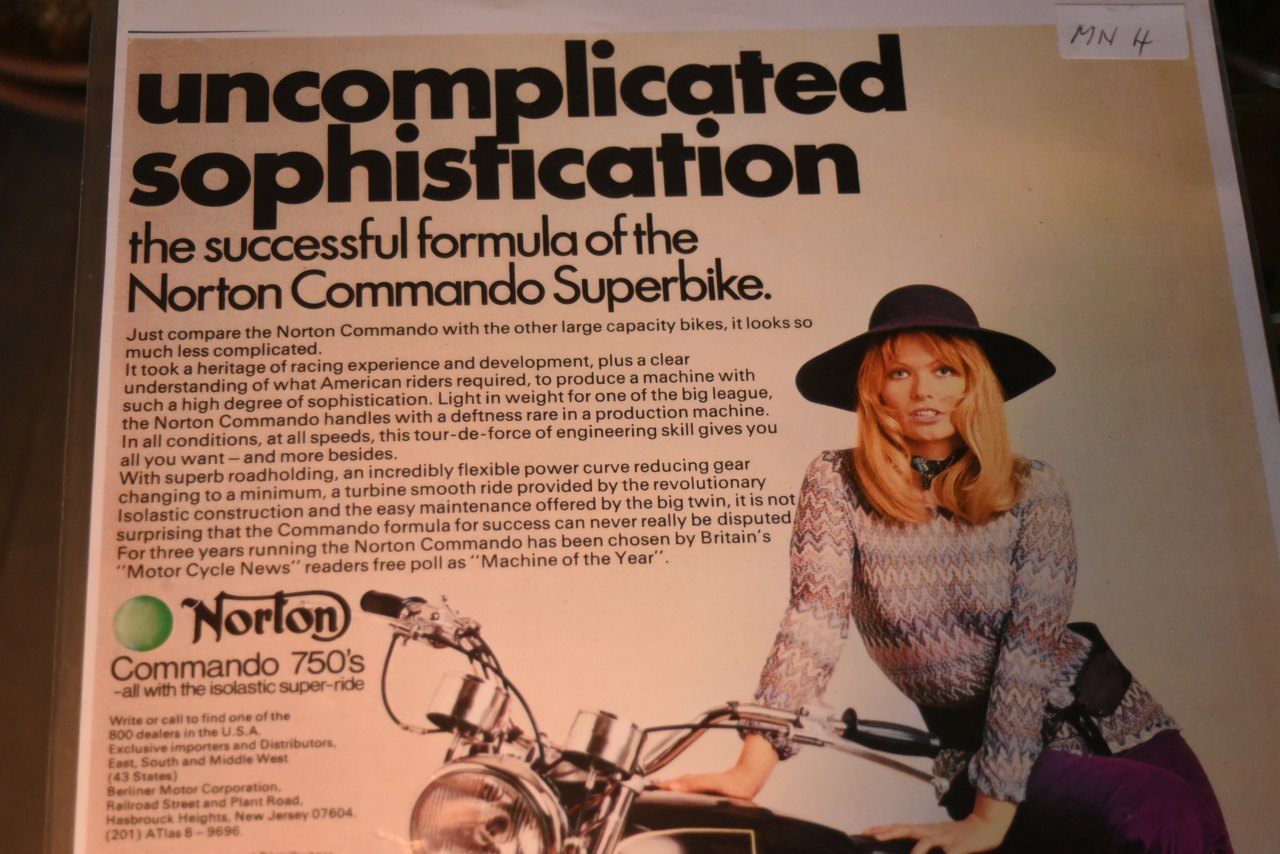 MN 4
uncomplicated
sophistication
the successful formula of the
Norton Commando Superbike.
Just compare the Norton Commando with the other large capacity bikes, it looks so
much less complicated.
It took a heritage of racing experience and development, plus a clear
understanding of what American riders required, to produce a machine with
such a high degree of sophistication. Light in weight for one of the big league,
the Norton Commando handles with a deftness rare in a production machine.
In all conditions, at all speeds, this tour-de-force of engineering skill gives you
all you want – and more besides.
With superb roadholding, an incredibly flexible power curve reducing gear
changing to a minimum, a turbine smooth ride provided by the revolutionary
Isolastic construction and the easy maintenance offered by the big twin, it is not
surprising that the Commando formula for success can never really be disputed
For three years running the Norton Commando has been chosen by Britain's
"Motor Cycle News" readers free poll as "Machine of the Year".
Norton
Commando 750's
-all with the isolastic super-ride
Write or call to find one of the
800 dealers in the U.S.A.
Exclusive importers and Distributors,
East, South and Middle West
(43 States)
Berliner Motor Corporation,
Railroad Street and Plant Road,
Hasbrouck Heights, New Jersey 07604.
(201) ATlas 8 – 9696.